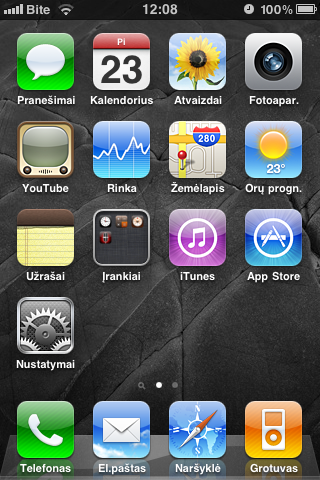 Bite 12:08 100%
Pi
23
280
23°
Pranešimai Kalendorius Atvaizdai Fotoapar.
YouTube Rinka Žemėlapis Orų progn.
Užrašai Įrankiai iTunes App Store
Nustatymai
Telefonas El.paštas Naršyklė Grotuvas